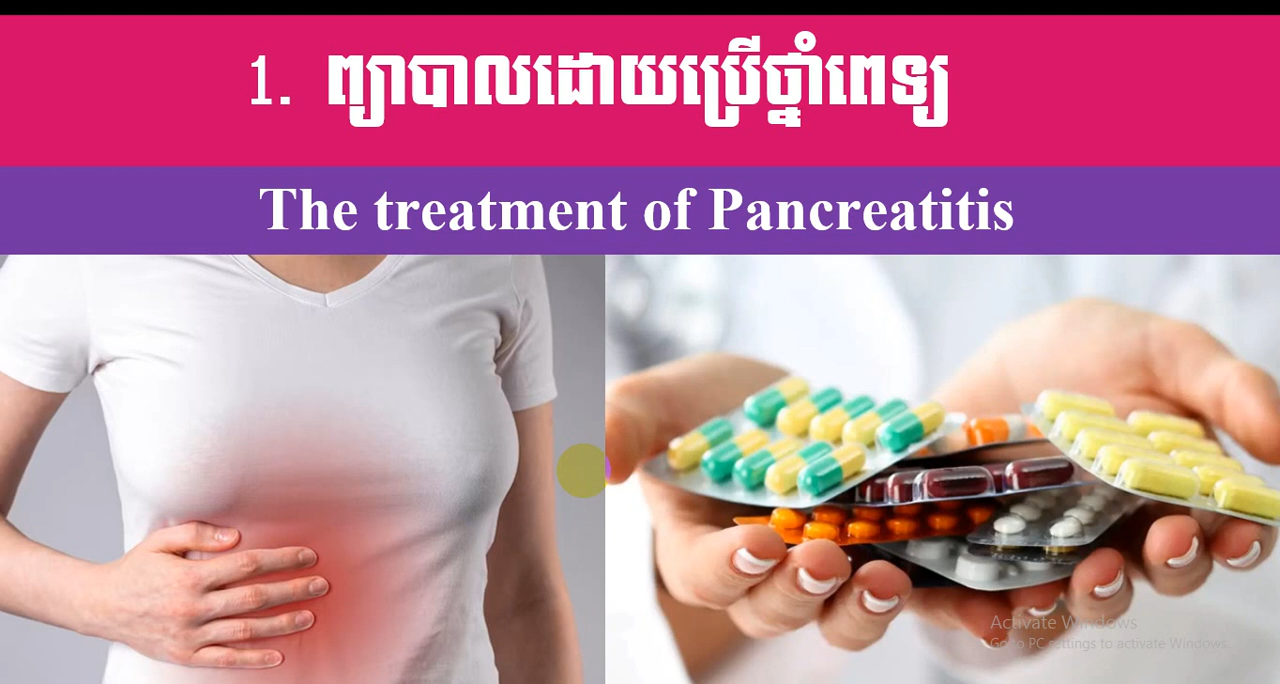 1. ព្យាបាលដោយប្រើថ្នាំពេទ្យ
The treatment of Pancreatitis
Activate Windows
Go to PC settings to activate Windows.